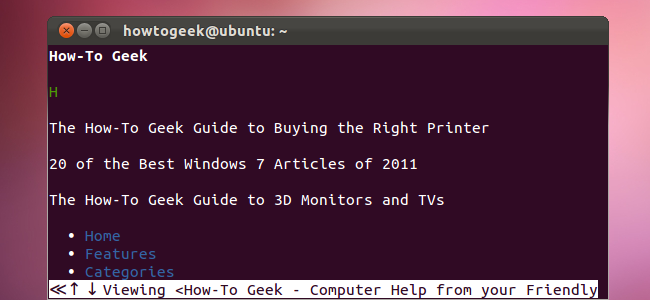 howtogeek@ubuntu: ~
How-To Geek
H
The How-To Geek Guide to Buying the Right Printer
20 of the Best Windows 7 Articles of 2011
The How-To Geek Guide to 3D Monitors and TVs
• Home
• Features
• Categories
≪↑ ↓Viewing <How-To Geek - Computer Help from your Friendly